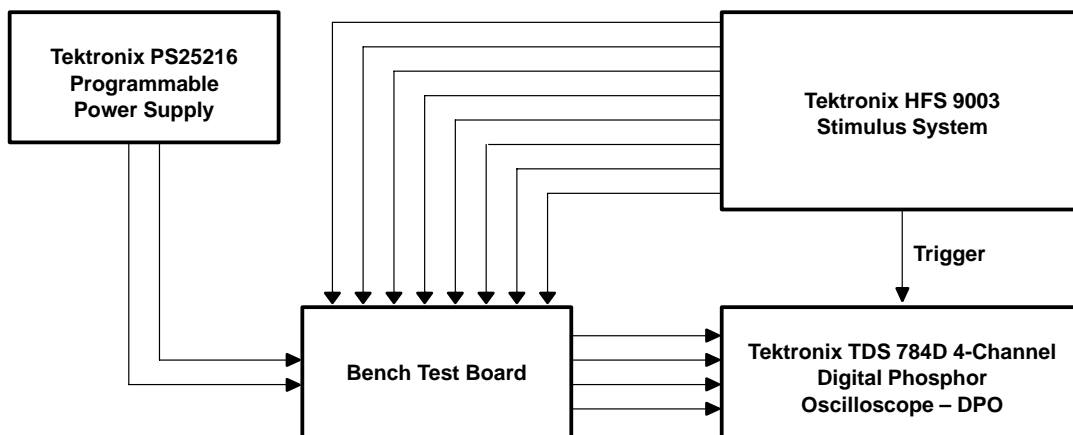 Tektronix PS25216
Programmable
Power Supply
Tektronix HFS 9003
Stimulus System
Trigger
Bench Test Board
Tektronix TDS 784D 4-Channel
Digital Phosphor
Oscilloscope – DPO